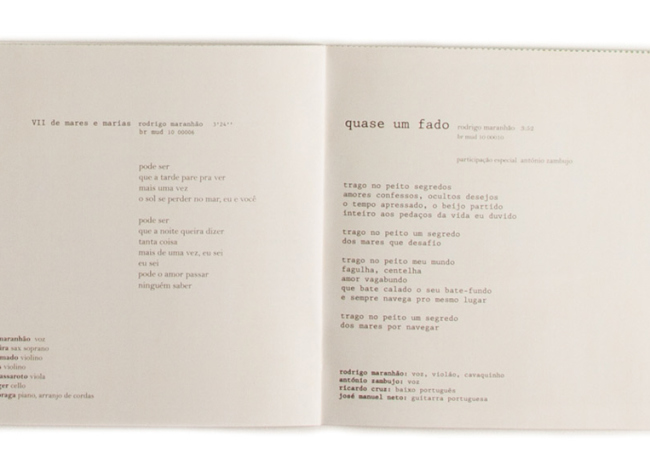 VII de mares e marias rodrigo maranhão 3'26''
br mud 10 00006
pode ser
que a tarde pare pra ver
mais uma vez
o sol se perder no mar, eu e você
pode ser
que a noite queira dizer
tanta coisa
mais de uma vez, eu sei
eu sei
pode o amor passar
ninguém saber
maranhão voz
ira sax soprano
mado violino
violino
assaroto viola
ger cello
braga piano, arranjo de cordas
quase um fado rodrigo maranhão 3:32
br mud 10 00010
participação especial antónio zambujo
trago no peito segredos
amores confessos, ocultos desejos
o tempo apressado, o beijo partido
inteiro aos pedaços da vida eu duvido
trago no peito um segredo
dos mares que desafio
trago no peito meu mundo
fagulha, centelha
amor vagabundo
que bate calado o seu bate-fundo
e sempre navega pro mesmo lugar
trago no peito um segredo
dos mares por navegar
rodrigo maranhão: voz, violão, cavaquinho
antónio zambujo: voz
ricardo cruz: baixo português
josé manuel neto: guitarra portuguesa